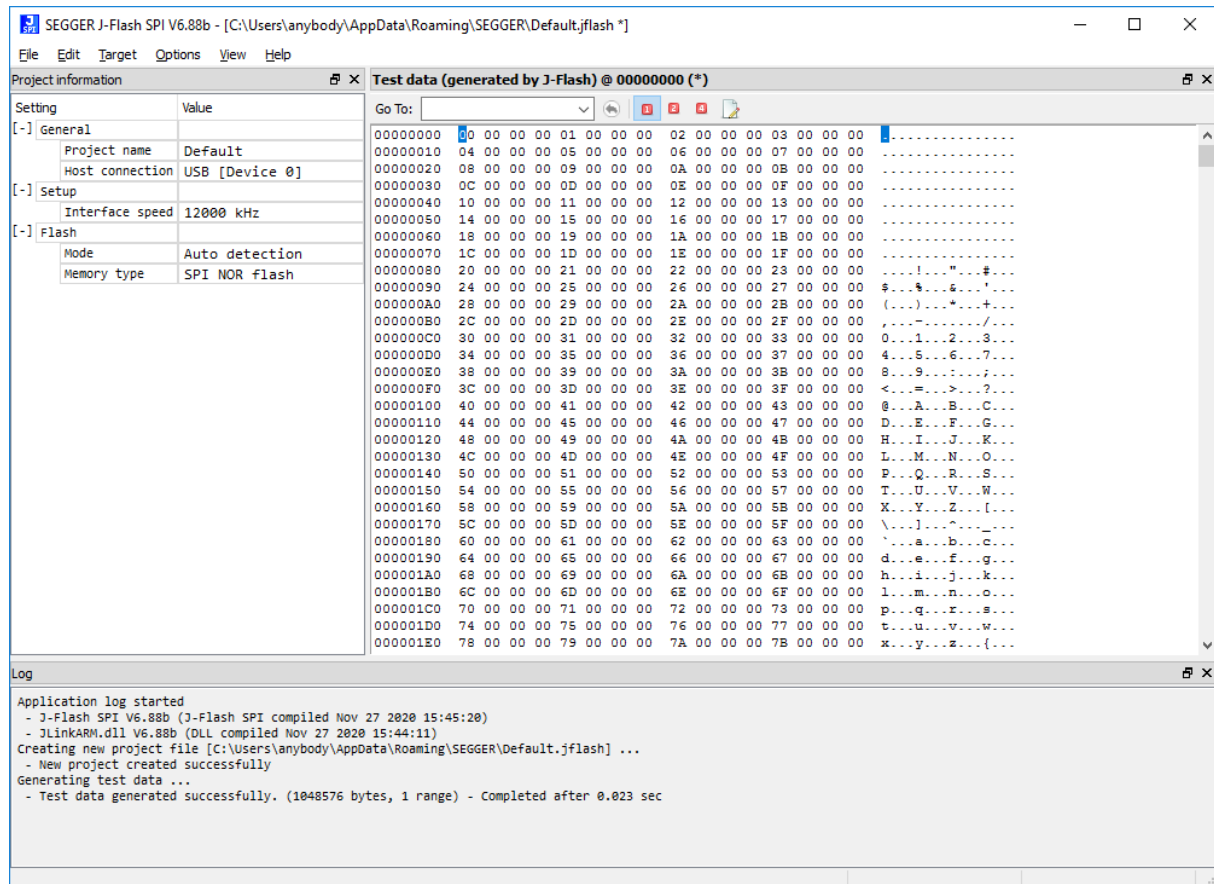 J SPI SEGGER J-Flash SPI V6.88b - [C:\Users\anybody\AppData\Roaming\SEGGER\Default.jflash *]
File Edit Target Options View Help
Project information
Setting Value
[-] General
Project name Default
Host connection USB [Device 0]
[-] Setup
Interface speed 12000 kHz
[-] Flash
Mode Auto detection
Memory type SPI NOR flash
Test data (generated by J-Flash) @ 00000000 (*)
Go To: 1 2 4
00000000 00 00 00 00 01 00 00 00 02 00 00 00 03 00 00 00 ................
00000010 04 00 00 00 05 00 00 00 06 00 00 00 07 00 00 00 ................
00000020 08 00 00 00 09 00 00 00 0A 00 00 00 0B 00 00 00 ................
00000030 0C 00 00 00 0D 00 00 00 0E 00 00 00 0F 00 00 00 ................
00000040 10 00 00 00 11 00 00 00 12 00 00 00 13 00 00 00 ................
00000050 14 00 00 00 15 00 00 00 16 00 00 00 17 00 00 00 ................
00000060 18 00 00 00 19 00 00 00 1A 00 00 00 1B 00 00 00 ................
00000070 1C 00 00 00 1D 00 00 00 1E 00 00 00 1F 00 00 00 ................
00000080 20 00 00 00 21 00 00 00 22 00 00 00 23 00 00 00  ...!..."...#...
00000090 24 00 00 00 25 00 00 00 26 00 00 00 27 00 00 00 $...%...&...'...
000000A0 28 00 00 00 29 00 00 00 2A 00 00 00 2B 00 00 00 (...)...*...+...
000000B0 2C 00 00 00 2D 00 00 00 2E 00 00 00 2F 00 00 00 ,...-......./...
000000C0 30 00 00 00 31 00 00 00 32 00 00 00 33 00 00 00 0...1...2...3...
000000D0 34 00 00 00 35 00 00 00 36 00 00 00 37 00 00 00 4...5...6...7...
000000E0 38 00 00 00 39 00 00 00 3A 00 00 00 3B 00 00 00 8...9...:...;...
000000F0 3C 00 00 00 3D 00 00 00 3E 00 00 00 3F 00 00 00 <...=...>...?...
00000100 40 00 00 00 41 00 00 00 42 00 00 00 43 00 00 00 @...A...B...C...
00000110 44 00 00 00 45 00 00 00 46 00 00 00 47 00 00 00 D...E...F...G...
00000120 48 00 00 00 49 00 00 00 4A 00 00 00 4B 00 00 00 H...I...J...K...
00000130 4C 00 00 00 4D 00 00 00 4E 00 00 00 4F 00 00 00 L...M...N...O...
00000140 50 00 00 00 51 00 00 00 52 00 00 00 53 00 00 00 P...Q...R...S...
00000150 54 00 00 00 55 00 00 00 56 00 00 00 57 00 00 00 T...U...V...W...
00000160 58 00 00 00 59 00 00 00 5A 00 00 00 5B 00 00 00 X...Y...Z...[...
00000170 5C 00 00 00 5D 00 00 00 5E 00 00 00 5F 00 00 00 \...]...^..._...
00000180 60 00 00 00 61 00 00 00 62 00 00 00 63 00 00 00 `...a...b...c...
00000190 64 00 00 00 65 00 00 00 66 00 00 00 67 00 00 00 d...e...f...g...
000001A0 68 00 00 00 69 00 00 00 6A 00 00 00 6B 00 00 00 h...i...j...k...
000001B0 6C 00 00 00 6D 00 00 00 6E 00 00 00 6F 00 00 00 l...m...n...o...
000001C0 70 00 00 00 71 00 00 00 72 00 00 00 73 00 00 00 p...q...r...s...
000001D0 74 00 00 00 75 00 00 00 76 00 00 00 77 00 00 00 t...u...v...w...
000001E0 78 00 00 00 79 00 00 00 7A 00 00 00 7B 00 00 00 x...y...z...{...
Log
Application log started
- J-Flash SPI V6.88b (J-Flash SPI compiled Nov 27 2020 15:45:20)
- JLinkARM.dll V6.88b (DLL compiled Nov 27 2020 15:44:11)
Creating new project file [C:\Users\anybody\AppData\Roaming\SEGGER\Default.jflash] ...
- New project created successfully
Generating test data ...
- Test data generated successfully. (1048576 bytes, 1 range) - Completed after 0.023 sec